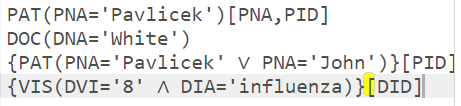 PAT(PNA='Pavlicek')[PNA,PID]
DOC(DNA='White')
{PAT(PNA='Pavlicek' ∨ PNA='John')}[PID]
{VIS(DVI='8' ∧ DIA='influenza)}[DID]